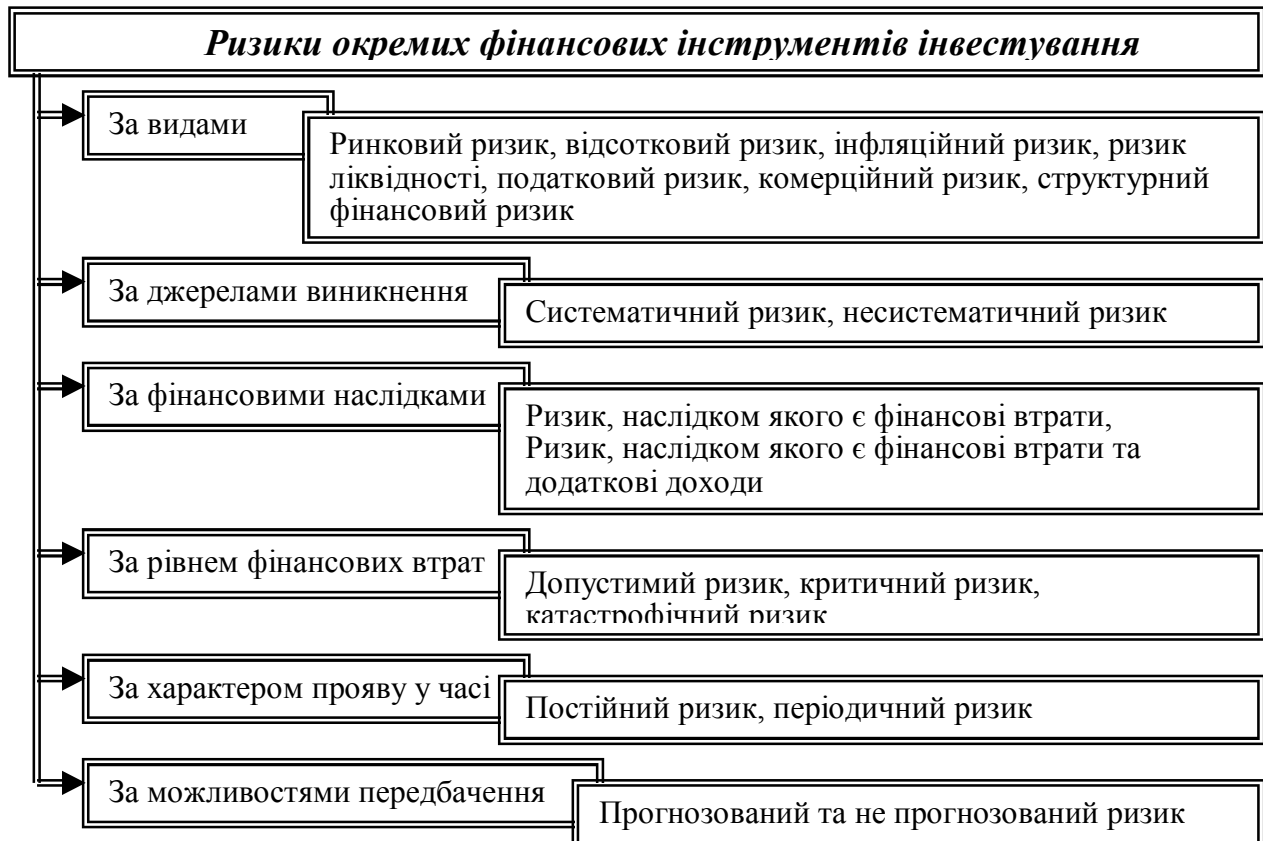 Ризики окремих фінансових інструментів інвестування
За видами
Ринковий ризик, відсотковий ризик, інфляційний ризик, ризик
ліквідності, податковий ризик, комерційний ризик, структурний
фінансовий ризик
За джерелами виникнення
Систематичний ризик, несистематичний ризик
За фінансовими наслідками
Ризик, наслідком якого є фінансові втрати,
Ризик, наслідком якого є фінансові втрати та
додаткові доходи
За рівнем фінансових втрат
Допустимий ризик, критичний ризик,
катастрофічний ризик
За характером прояву у часі
Постійний ризик, періодичний ризик
За можливостями передбачення
Прогнозований та не прогнозований ризик